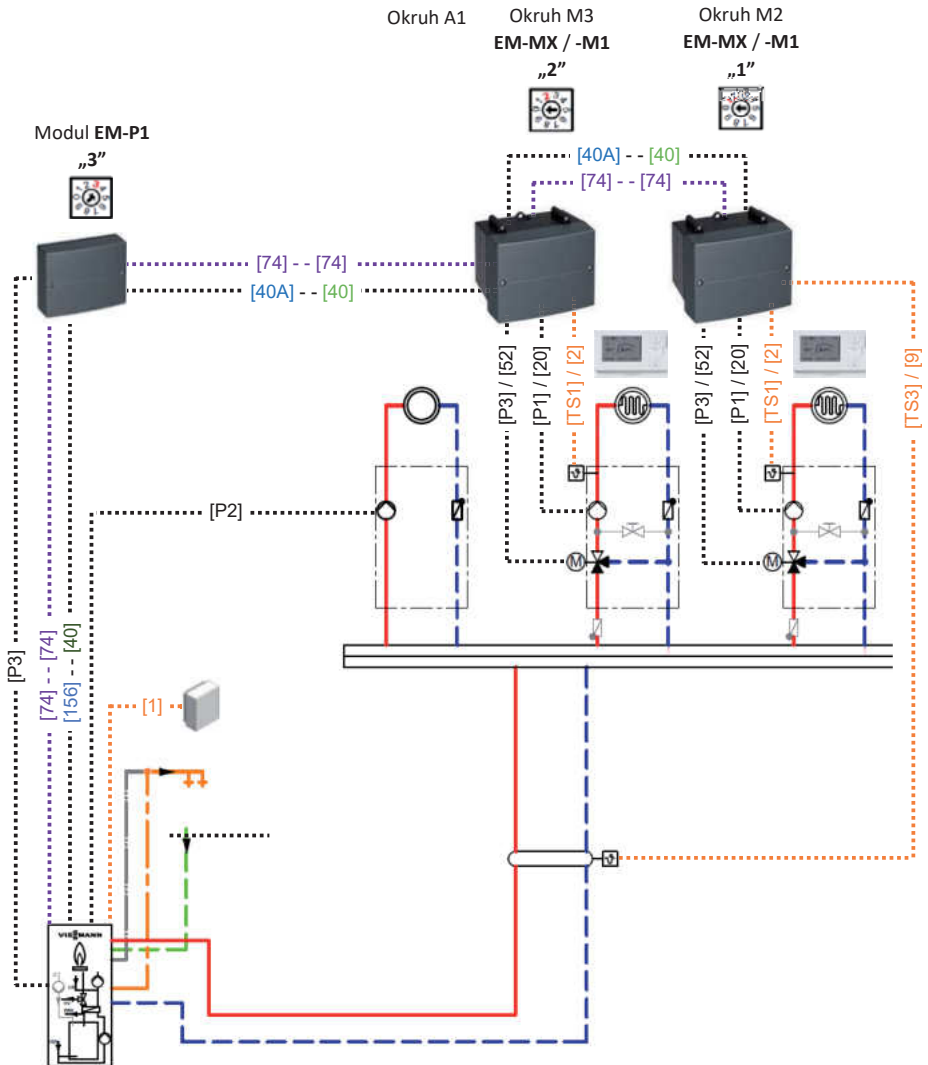 Okruh A1
Okruh M3
EM-MX / -M1
„2”
Okruh M2
EM-MX / -M1
„1”
Modul EM-P1
„3”
[40A] - - [40]
[74] - - [74]
[74] - - [74]
[40A] - - [40]
[P3] / [52]
[P1] / [20]
[TS1] / [2]
[P3] / [52]
[P1] / [20]
[TS1] / [2]
[TS3] / [9]
[P2]
M
M
[P3]
[74] - - [74]
[156] - - [40]
[1]
VIESMANN